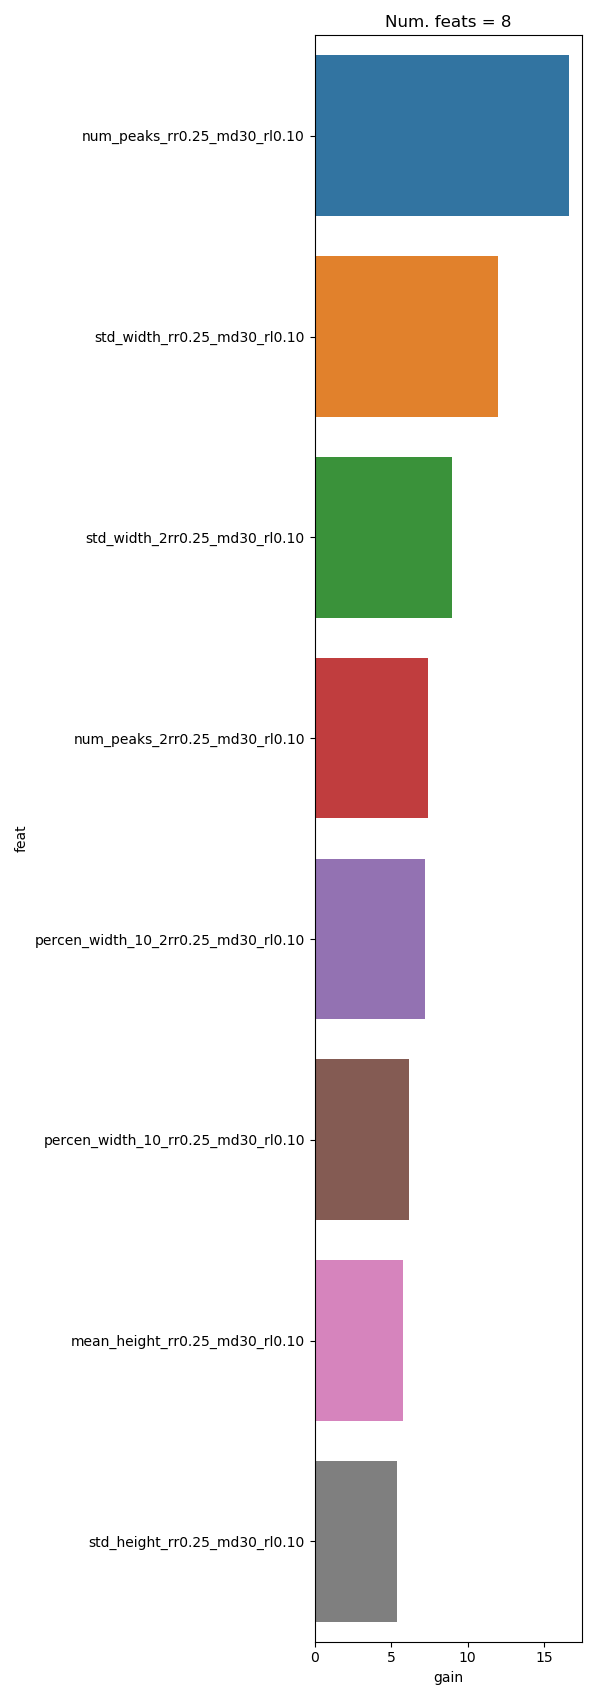 Num. feats = 8
num_peaks_rr0.25_md30_rl0.10
std_width_rr0.25_md30_rl0.10
std_width_2rr0.25_md30_rl0.10
num_peaks_2rr0.25_md30_rl0.10
feat
percen_width_10_2rr0.25_md30_rl0.10
percen_width_10_rr0.25_md30_rl0.10
mean_height_rr0.25_md30_rl0.10
std_height_rr0.25_md30_rl0.10
0 5 10 15
gain